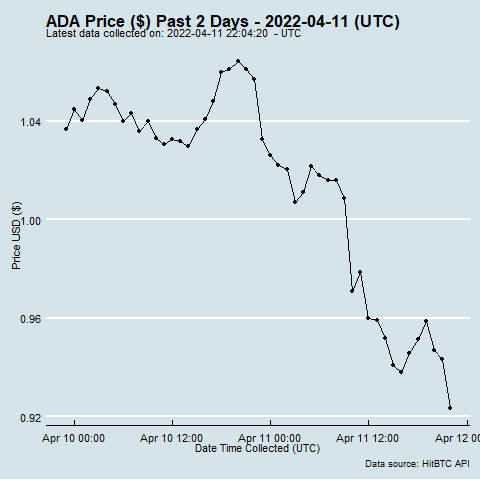 ADA Price ($) Past 2 Days - 2022-04-11 (UTC)
Latest data collected on: 2022-04-11 22:04:20 - UTC
1.04
1.00
0.96
0.92
Price USD ($)
Apr 10 00:00 Apr 10 12:00 Apr 11 00:00 Apr 11 12:00 Apr 12 00
Date Time Collected (UTC)
Data source: HitBTC API